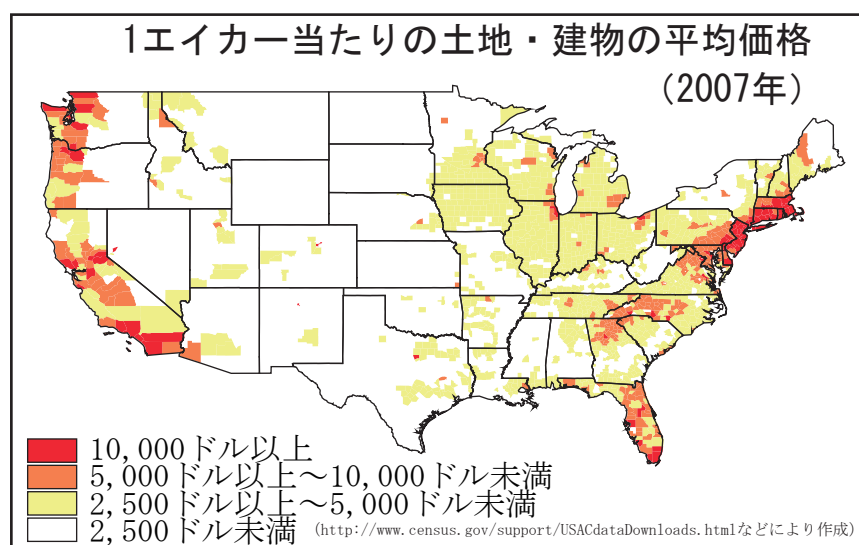 1エイカー当たりの土地・建物の平均価格
(2007年)
10,000ドル以上
5,000ドル以上～10,000ドル未満
2,500ドル以上～5,000ドル未満
2,500ドル未満 (http://www.census.gov/support/USACdataDownloads.htmlなどにより作成)